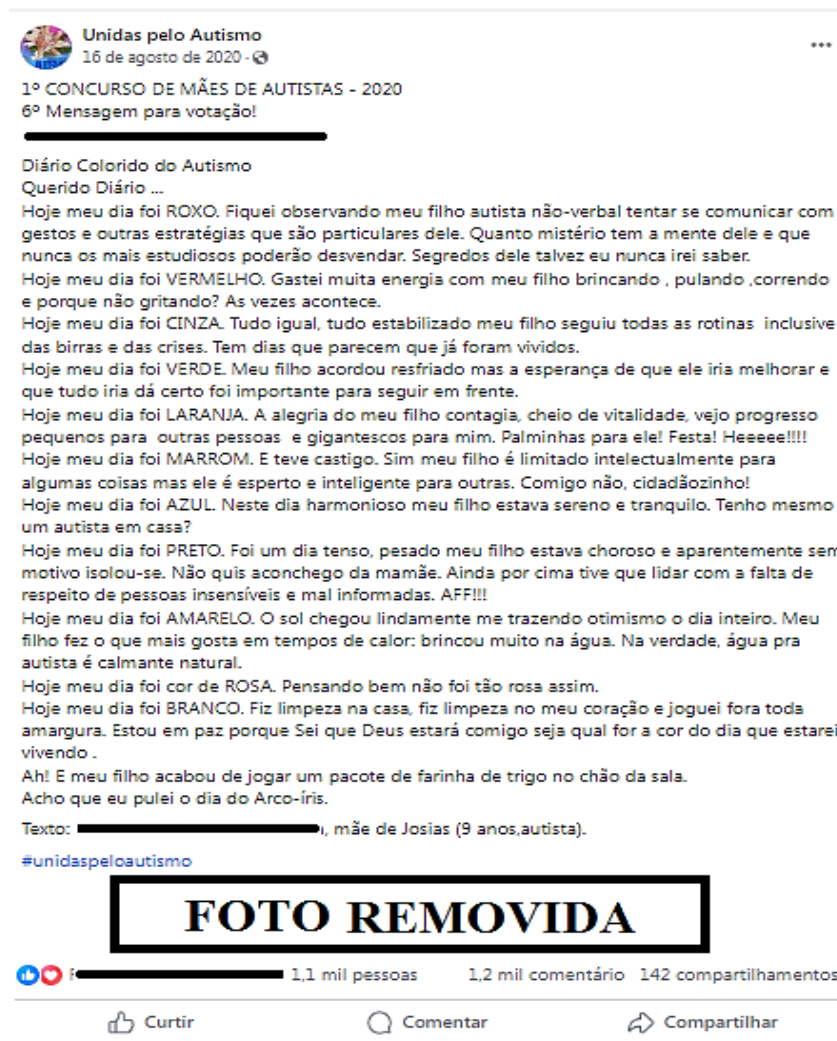 Unidas pelo Autismo
16 de agosto de 2020 ·
1º CONCURSO DE MÃES DE AUTISTAS - 2020
6º Mensagem para votação!
Diário Colorido do Autismo
Querido Diário ...
Hoje meu dia foi ROXO. Fiquei observando meu filho autista não-verbal tentar se comunicar com
gestos e outras estratégias que são particulares dele. Quanto mistério tem a mente dele e que
nunca os mais estudiosos poderão desvendar. Segredos dele talvez eu nunca irei saber.
Hoje meu dia foi VERMELHO. Gastei muita energia com meu filho brincando , pulando ,correndo
e porque não gritando? As vezes acontece.
Hoje meu dia foi CINZA. Tudo igual, tudo estabilizado meu filho seguiu todas as rotinas inclusive
das birras e das crises. Tem dias que parecem que já foram vividos.
Hoje meu dia foi VERDE. Meu filho acordou resfriado mas a esperança de que ele iria melhorar e
que tudo iria dá certo foi importante para seguir em frente.
Hoje meu dia foi LARANJA. A alegria do meu filho contagia, cheio de vitalidade, vejo progresso
pequenos para outras pessoas e gigantescos para mim. Palminhas para ele! Festa! Heeeee!!!!
Hoje meu dia foi MARROM. E teve castigo. Sim meu filho é limitado intelectualmente para
algumas coisas mas ele é esperto e inteligente para outras. Comigo não, cidadãozinho!
Hoje meu dia foi AZUL. Neste dia harmonioso meu filho estava sereno e tranquilo. Tenho mesmo
um autista em casa?
Hoje meu dia foi PRETO. Foi um dia tenso, pesado meu filho estava choroso e aparentemente sem
motivo isolou-se. Não quis aconchego da mamãe. Ainda por cima tive que lidar com a falta de
respeito de pessoas insensíveis e mal informadas. AFF!!!
Hoje meu dia foi AMARELO. O sol chegou lindamente me trazendo otimismo o dia inteiro. Meu
filho fez o que mais gosta em tempos de calor: brincou muito na água. Na verdade, água pra
autista é calmante natural.
Hoje meu dia foi cor de ROSA. Pensando bem não foi tão rosa assim.
Hoje meu dia foi BRANCO. Fiz limpeza na casa, fiz limpeza no meu coração e joguei fora toda
amargura. Estou em paz porque Sei que Deus estará comigo seja qual for a cor do dia que estarei
vivendo .
Ah! E meu filho acabou de jogar um pacote de farinha de trigo no chão da sala.
Acho que eu pulei o dia do Arco-íris.
Texto: , mãe de Josias (9 anos,autista).
#unidaspeloautismo
FOTO REMOVIDA
1,1 mil pessoas 1,2 mil comentário 142 compartilhamentos
Curtir Comentar Compartilhar